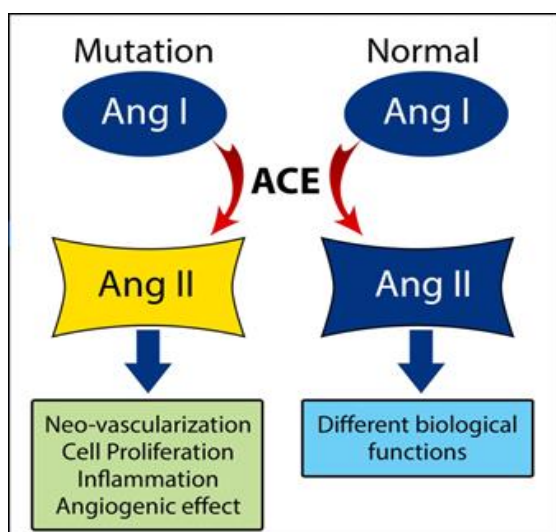 Mutation
Normal
Ang I
Ang I
ACE
Ang II
Ang II
Neo-vascularization
Cell Proliferation
Inflammation
Angiogenic effect
Different biological
functions